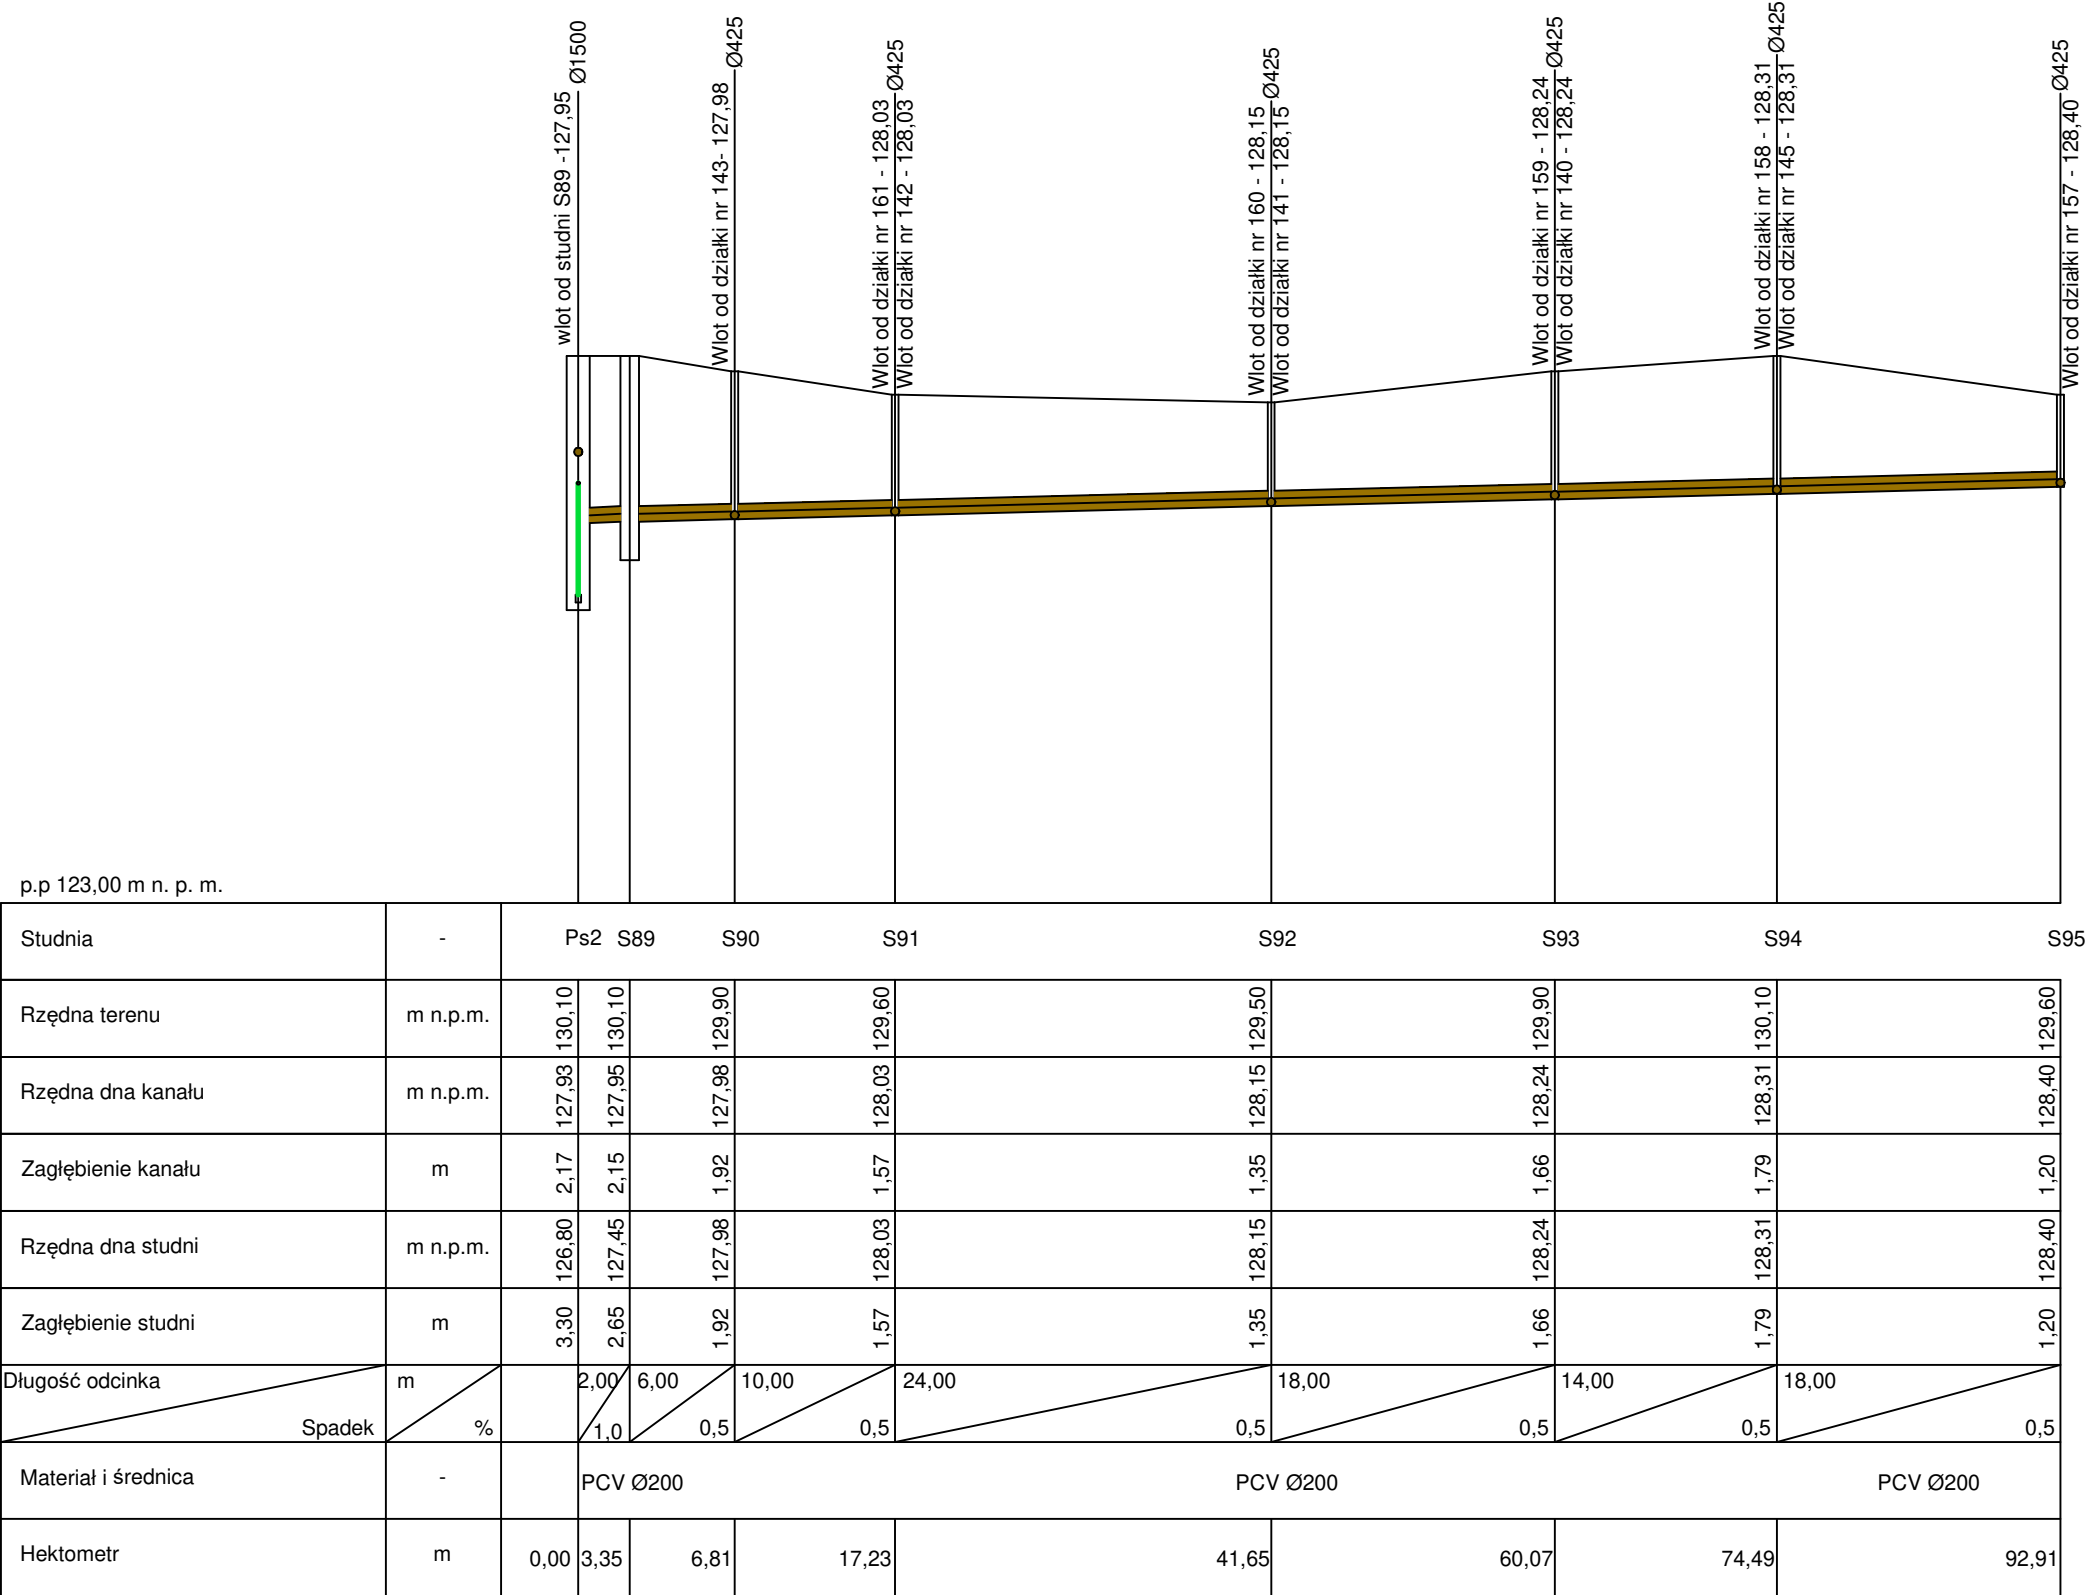 wlot od studni S89 -127,95 Ø1500
Wlot od działki nr 143- 127,98 Ø425
Wlot od działki nr 161 - 128,03 Ø425
Wlot od działki nr 142 - 128,03
Wlot od działki nr 160 - 128,15 Ø425
Wlot od działki nr 141 - 128,15
Wlot od działki nr 159 - 128,24 Ø425
Wlot od działki nr 140 - 128,24
Wlot od działki nr 158 - 128,31 Ø425
Wlot od działki nr 145 - 128,31
Ø425
Wlot od działki nr 157 - 128,40
p.p 123,00 m n. p. m.
Studnia - Ps2 S89 S90 S91 S92 S93 S94 S95
Rzędna terenu m n.p.m. 130,10 130,10 129,90 129,60 129,50 129,90 130,10 129,60
Rzędna dna kanału m n.p.m. 127,93 127,95 127,98 128,03 128,15 128,24 128,31 128,40
Zagłębienie kanału m 2,17 2,15 1,92 1,57 1,35 1,66 1,79 1,20
Rzędna dna studni m n.p.m. 126,80 127,45 127,98 128,03 128,15 128,24 128,31 128,40
Zagłębienie studni m 3,30 2,65 1,92 1,57 1,35 1,66 1,79 1,20
Długość odcinka m 2,00 6,00 10,00 24,00 18,00 14,00 18,00
Spadek % 1,0 0,5 0,5 0,5 0,5 0,5 0,5
Materiał i średnica - PCV Ø200 PCV Ø200 PCV Ø200
Hektometr m 0,00 3,35 6,81 17,23 41,65 60,07 74,49 92,91